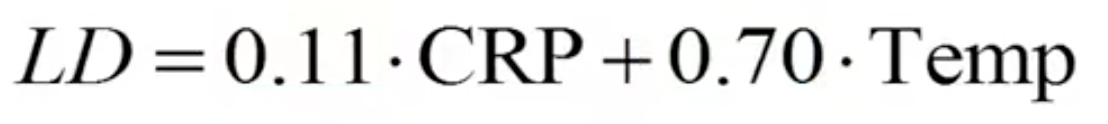 LD = 0.11 · CRP + 0.70 · Temp